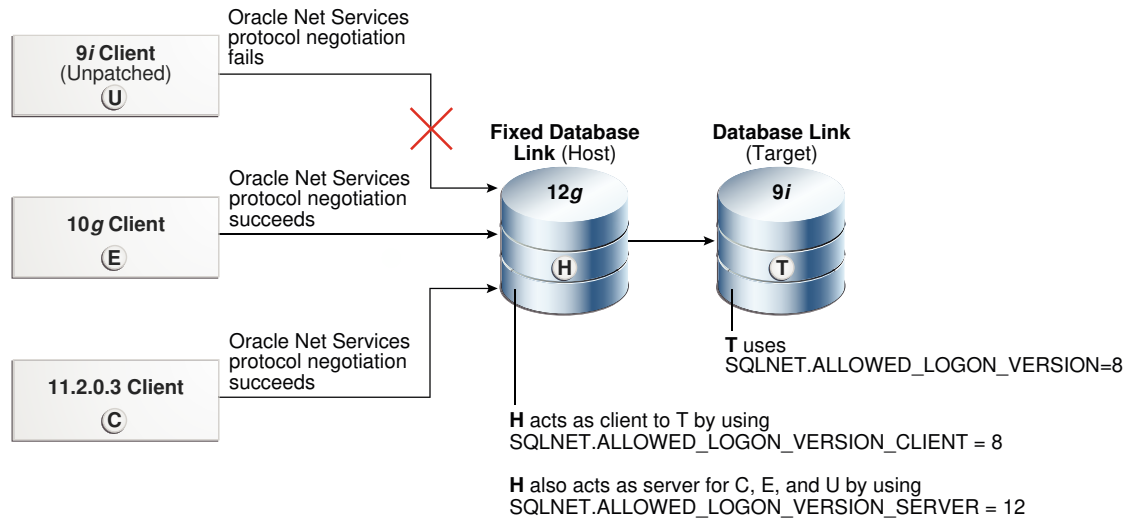 Oracle Net Services
protocol negotiation
fails
9i Client
(Unpatched)
U
Fixed Database
Link (Host)
Database Link
(Target)
12g
9i
Oracle Net Services
protocol negotiation
succeeds
10g Client
E
H
T
Oracle Net Services
protocol negotiation
succeeds
11.2.0.3 Client
C
T uses
SQLNET.ALLOWED_LOGON_VERSION=8
H acts as client to T by using
SQLNET.ALLOWED_LOGON_VERSION_CLIENT = 8
H also acts as server for C, E, and U by using
SQLNET.ALLOWED_LOGON_VERSION_SERVER = 12